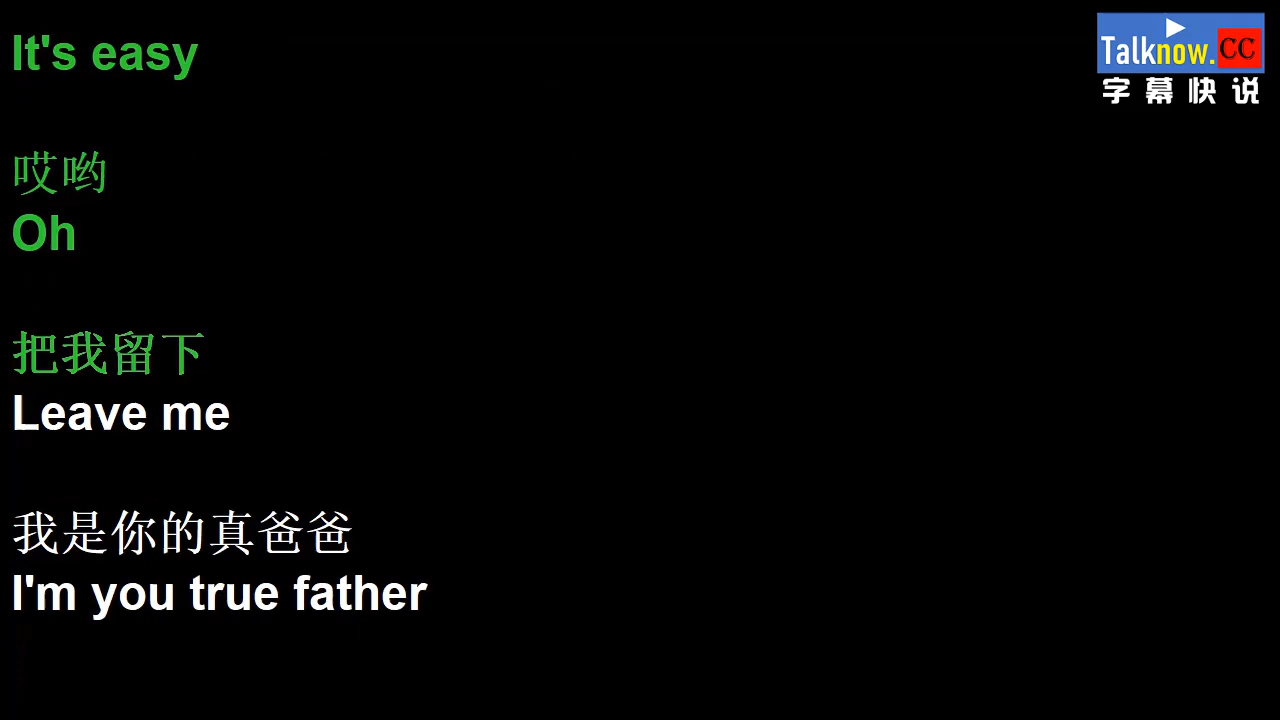 It's easy
Talknow.CC
字幕快说
哎哟
Oh
把我留下
Leave me
我是你的真爸爸
I'm you true father